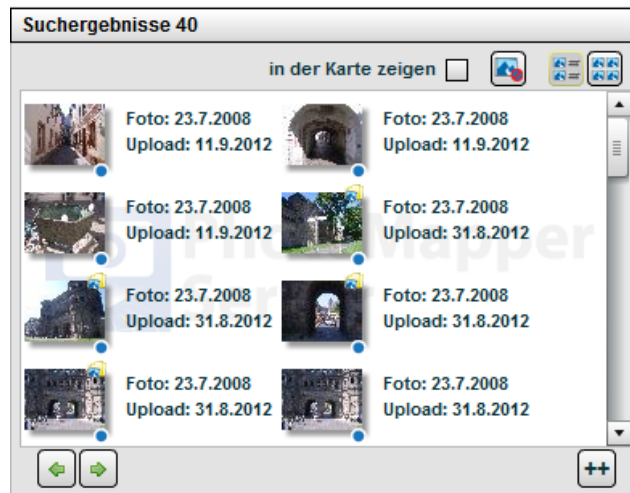 Suchergebnisse 40
in der Karte zeigen
Foto: 23.7.2008
Upload: 11.9.2012
Foto: 23.7.2008
Upload: 11.9.2012
Foto: 23.7.2008
Upload: 11.9.2012
Foto: 23.7.2008
Upload: 31.8.2012
Foto: 23.7.2008
Upload: 31.8.2012
Foto: 23.7.2008
Upload: 31.8.2012
Foto: 23.7.2008
Upload: 31.8.2012
Foto: 23.7.2008
Upload: 31.8.2012
++